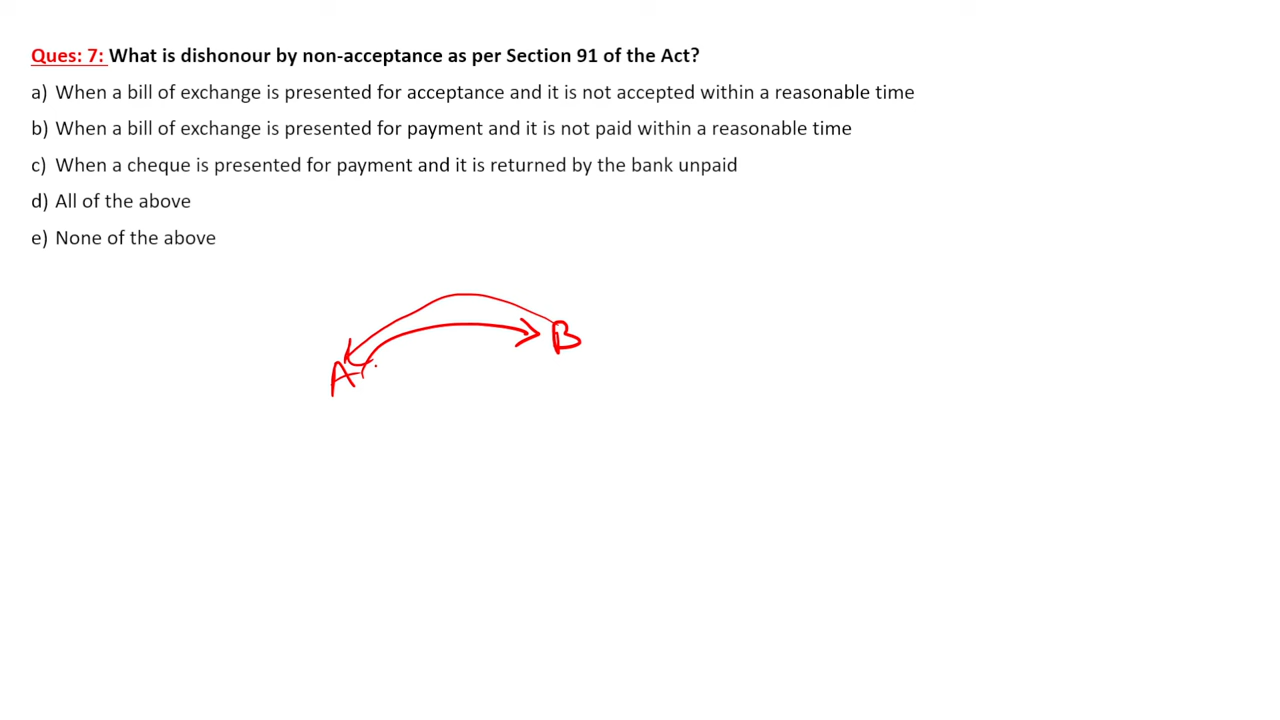 Ques: 7: What is dishonour by non-acceptance as per Section 91 of the Act?
a) When a bill of exchange is presented for acceptance and it is not accepted within a reasonable time
b) When a bill of exchange is presented for payment and it is not paid within a reasonable time
c) When a cheque is presented for payment and it is returned by the bank unpaid
d) All of the above
e) None of the above
B
A